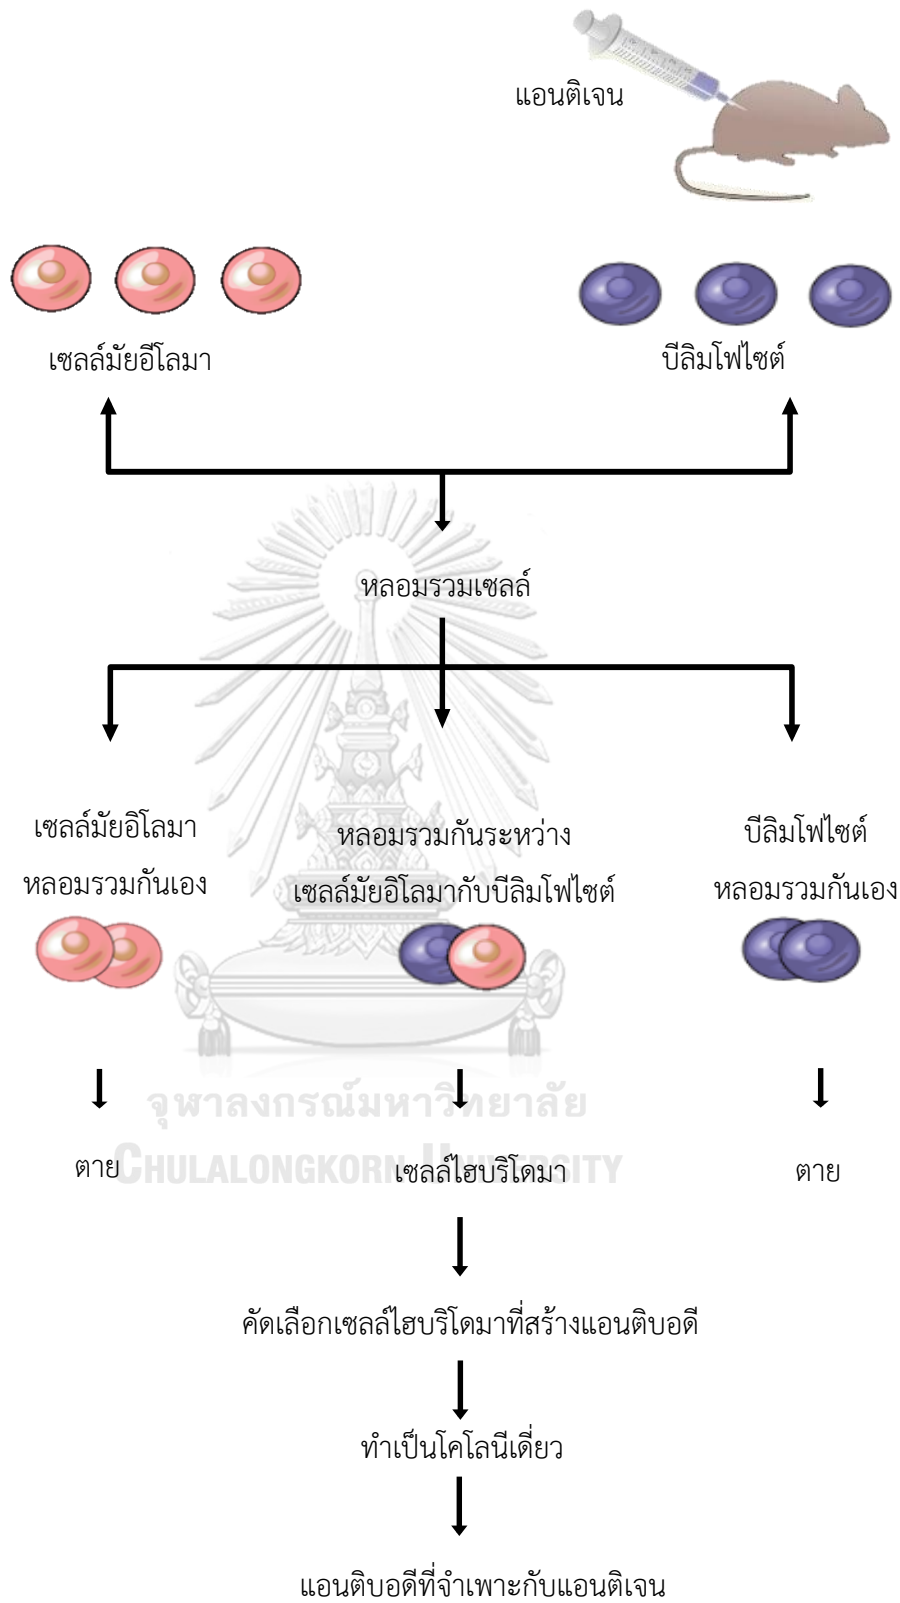 แอนติเจน
เซลล์มัยอีโลมา
บีลิมโฟไซต์
หลอมรวมเซลล์
เซลล์มัยอิโลมา
หลอมรวมกันเอง
หลอมรวมกันระหว่าง
เซลล์มัยอิโลมากับบีลิมโฟไซต์
บีลิมโฟไซต์
หลอมรวมกันเอง
จุฬาลงกรณ์มหาวิทยาลัย
CHULALONGKORN UNIVERSITY
ตาย
เซลล์ไฮบริโดมา
ตาย
คัดเลือกเซลล์ไฮบริโดมาที่สร้างแอนติบอดี
ทำเป็นโคโลนีเดี่ยว
แอนติบอดีที่จำเพาะกับแอนติเจน